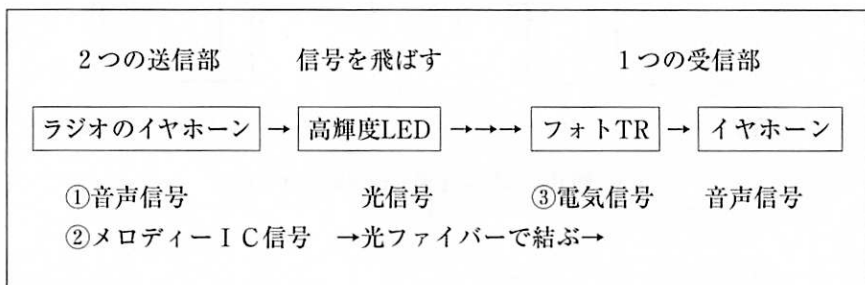 2つの送信部　信号を飛ばす　1つの受信部
ラジオのイヤホーン → 高輝度LED →→→ フォトTR → イヤホーン
①音声信号　光信号　③電気信号　音声信号
②メロディーＩＣ信号　→光ファイバーで結ぶ→